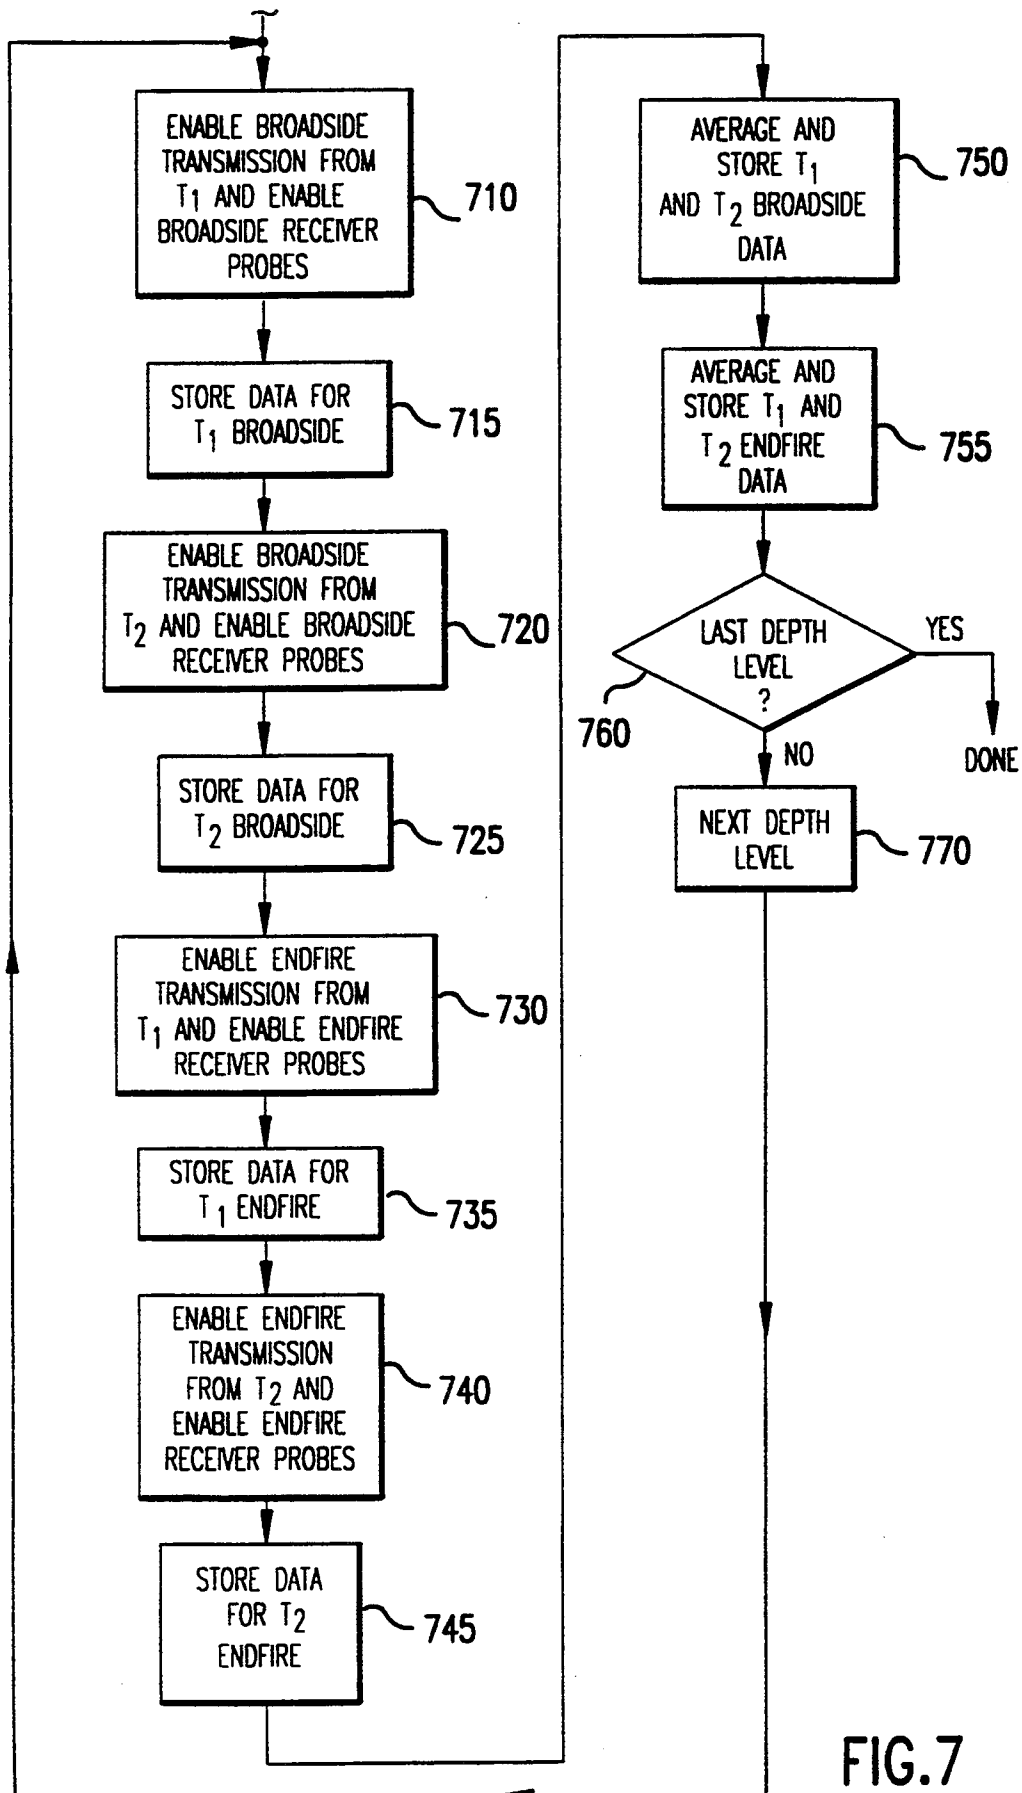 ENABLE BROADSIDE
TRANSMISSION FROM
T1 AND ENABLE
BROADSIDE RECEIVER
PROBES
710
STORE DATA FOR
T1 BROADSIDE
715
ENABLE BROADSIDE
TRANSMISSION FROM
T2 AND ENABLE BROADSIDE
RECEIVER PROBES
720
STORE DATA FOR
T2 BROADSIDE
725
ENABLE ENDFIRE
TRANSMISSION FROM
T1 AND ENABLE ENDFIRE
RECEIVER PROBES
730
STORE DATA FOR
T1 ENDFIRE
735
ENABLE ENDFIRE
TRANSMISSION
FROM T2 AND
ENABLE ENDFIRE
RECEIVER PROBES
740
STORE DATA
FOR T2
ENDFIRE
745
AVERAGE AND
STORE T1
AND T2 BROADSIDE
DATA
750
AVERAGE AND
STORE T1 AND
T2 ENDFIRE
DATA
755
LAST DEPTH
LEVEL
?
760
YES
DONE
NO
NEXT DEPTH
LEVEL
770
FIG.7